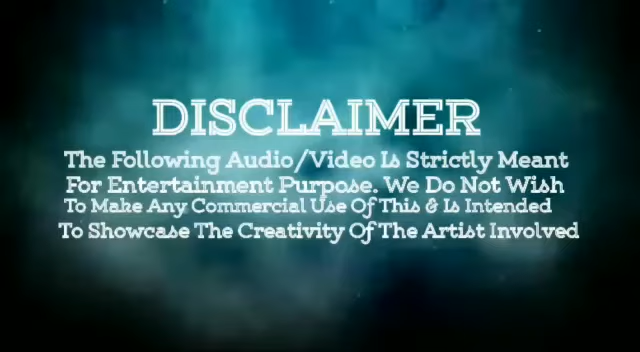 DISCLAIMER
The Following Audio/Video Is Strictly Meant
For Entertainment Purpose. We Do Not Wish
To Make Any Commercial Use Of This & Is Intended
To Showcase The Creativity Of The Artist Involved